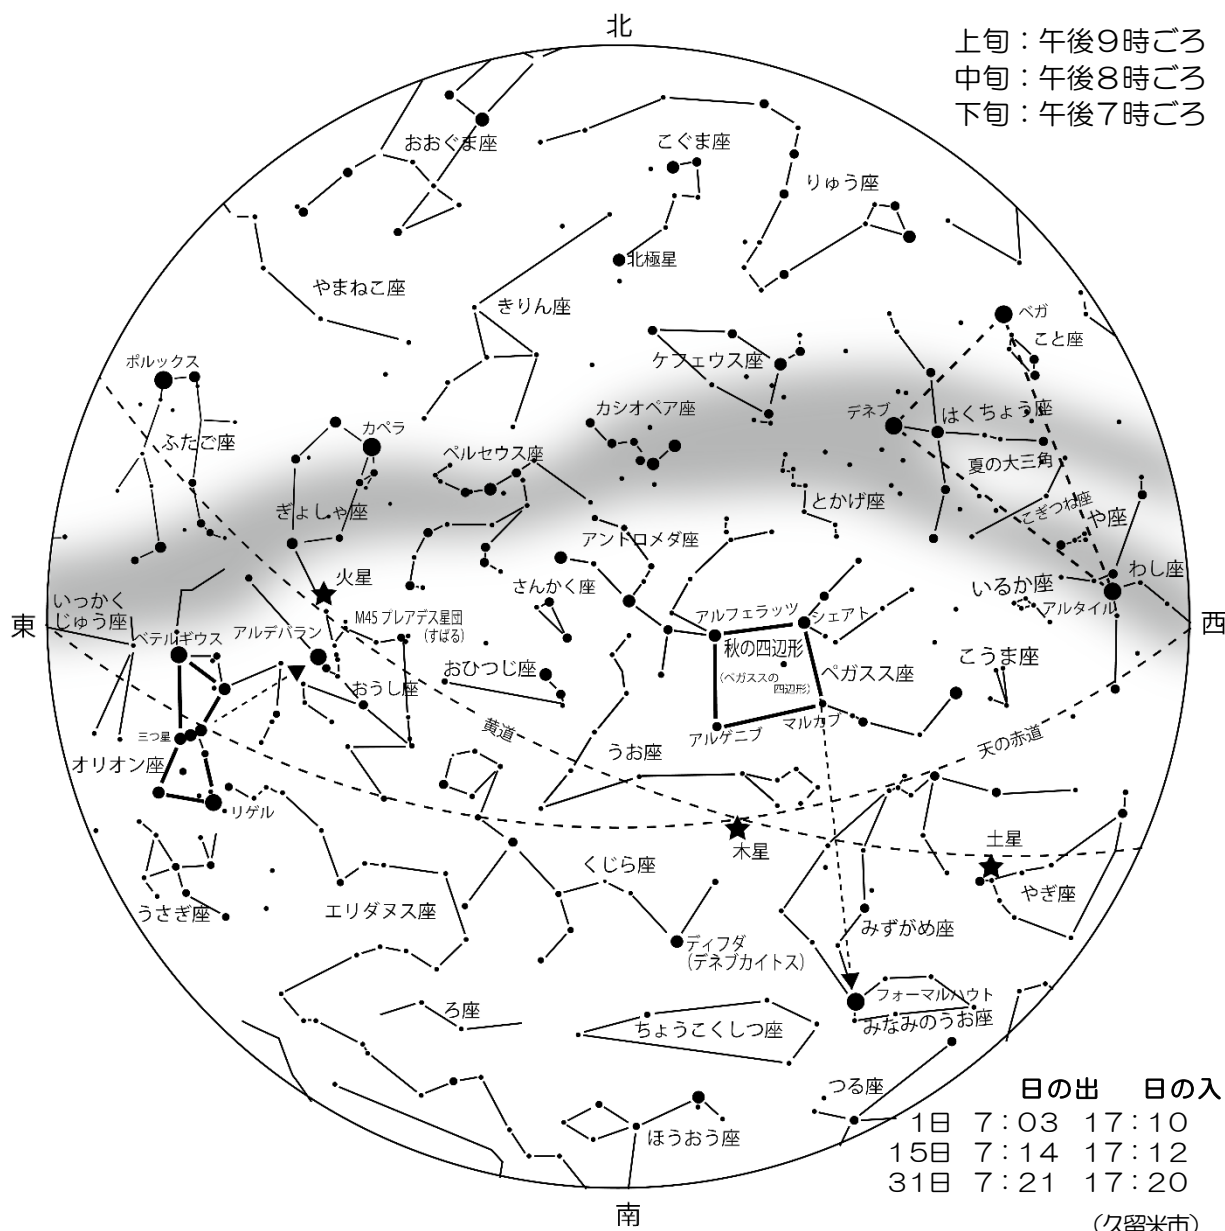 北
上旬：午後９時ごろ
中旬：午後８時ごろ
下旬：午後７時ごろ
おおぐま座
こぐま座
りゅう座
北極星
やまねこ座
きりん座
ベガ
こと座
ポルックス
ケフェウス座
カシオペア座
デネブ
はくちょう座
ふたご座
カペラ
ペルセウス座
夏の大三角
ぎょしゃ座
とかげ座
こぎつね座
や座
アンドロメダ座
火星
さんかく座
いるか座
わし座
いっかく
じゅう座
アルタイル
東
西
ベテルギウス
アルデバラン
M45 プレアデス星団
(すばる)
アルフェラッツ
シェアト
秋の四辺形
（ペガススの
四辺形）
おひつじ座
ペガスス座
こうま座
おうし座
三つ星
黄道
アルゲニブ
マルカブ
天の赤道
オリオン座
うお座
リゲル
木星
土星
くじら座
やぎ座
うさぎ座
エリダヌス座
みずがめ座
ディフダ
（デネブカイトス）
フォーマルハウト
みなみのうお座
ろ座
ちょうこくしつ座
つる座
ほうおう座
日の出 日の入
1日 7：03 17：10
15日 7：14 17：12
31日 7：21 17：20
南
（久留米市）